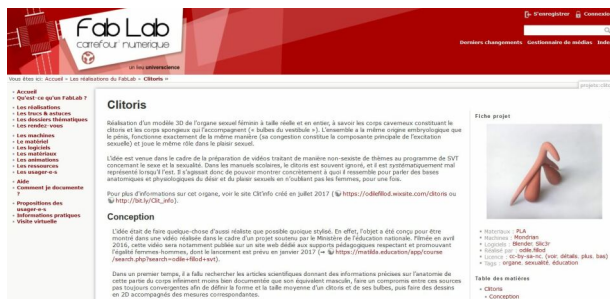 S'enregistrer Connexio
Fab Lab
carrefour numérique
un lieu universcience
Derniers changements Gestionnaire de médias Inde
Vous êtes ici: Accueil » Les réalisations du FabLab » Clitoris »
projets:clito
Accueil
Qu'est-ce qu'un FabLab ?
Les réalisations
Les trucs & astuces
Les dossiers thématiques
Les rendez-vous
Les machines
Le matériel
Les logiciels
Les matériaux
Les animations
Les ressources
Les usager-e-s
Aide
Comment je documente
?
Propositions des
usager-e-s
Informations pratiques
Visite virtuelle
Clitoris
Réalisation d'un modèle 3D de l'organe sexuel féminin à taille réelle et en entier, à savoir les corps caverneux constituant le
clitoris et les corps spongieux qui l'accompagnent (« bulbes du vestibule »). L'ensemble a la même origine embryologique que
le pénis, fonctionne exactement de la même manière (sa congestion constitue la composante principale de l'excitation
sexuelle) et joue le même rôle dans le plaisir sexuel.
L'idée est venue dans le cadre de la préparation de vidéos traitant de manière non-sexiste de thèmes au programme de SVT
concernant le sexe et la sexualité. Dans les manuels scolaires, le clitoris est souvent ignoré, et il est systématiquement mal
représenté lorsqu'il l'est. Il s'agissait donc de pouvoir montrer concrètement à quoi il ressemble pour parler des bases
anatomiques et physiologiques du désir et du plaisir sexuels en n'oubliant pas les femmes, pour une fois.
Pour plus d'informations sur cet organe, voir le site Clit'info créé en juillet 2017 (https://odilefillod.wixsite.com/clitoris ou
http://bit.ly/Clit_info).
Conception
L'idée était de faire quelque-chose d'aussi réaliste que possible quoique stylisé. En effet, l'objet a été conçu pour être
montré dans une vidéo réalisée dans le cadre d'un projet soutenu par le Ministère de l'éducation nationale. Filmée en avril
2016, cette vidéo sera notamment publiée sur un site web dédié aux supports pédagogiques respectant et promouvant
l'égalité femmes-hommes, dont le lancement est prévu en janvier 2017 (→ https://matilda.education/app/course
/search.php?search=odile+fillod+svt).
Dans un premier temps, il a fallu rechercher les articles scientifiques donnant des informations précises sur l'anatomie de
cette partie du corps infiniment moins bien documentée que son équivalent masculin, faire un compromis entre ces sources
pas toujours convergentes afin de définir la forme et la taille moyenne d'un clitoris et de ses bulbes, puis faire des dessins
en 2D accompagnés des mesures correspondantes.
Fiche projet
Materiaux : PLA
Machines : Mondrian
Logiciels : Blender, Slic3r
Réalisé par : odile.fillod
Licence : cc-by-sa-nc. (voir: détails. plus. bas)
Tags : organe, sexualité, éducation
Table des matières
Clitoris
Conception